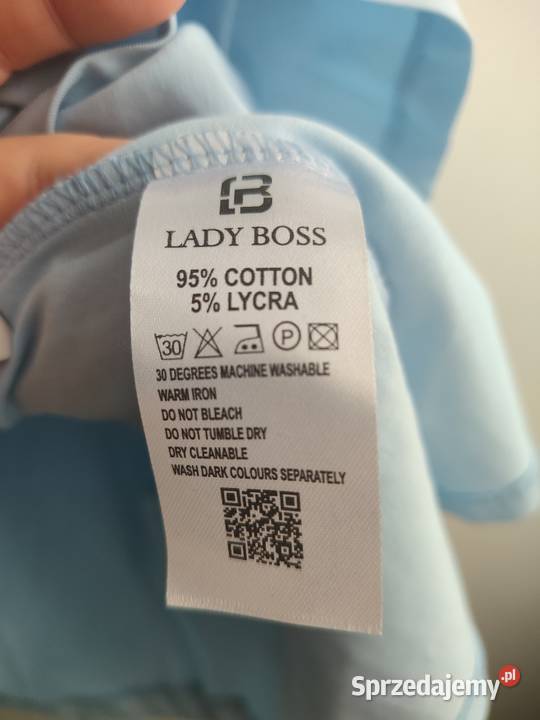 LB
LADY BOSS
95% COTTON
5% LYCRA
30 P
30 DEGREES MACHINE WASHABLE
WARM IRON
DO NOT BLEACH
DO NOT TUMBLE DRY
DRY CLEANABLE
WASH DARK COLOURS SEPARATELY
Sprzedajemy.pl